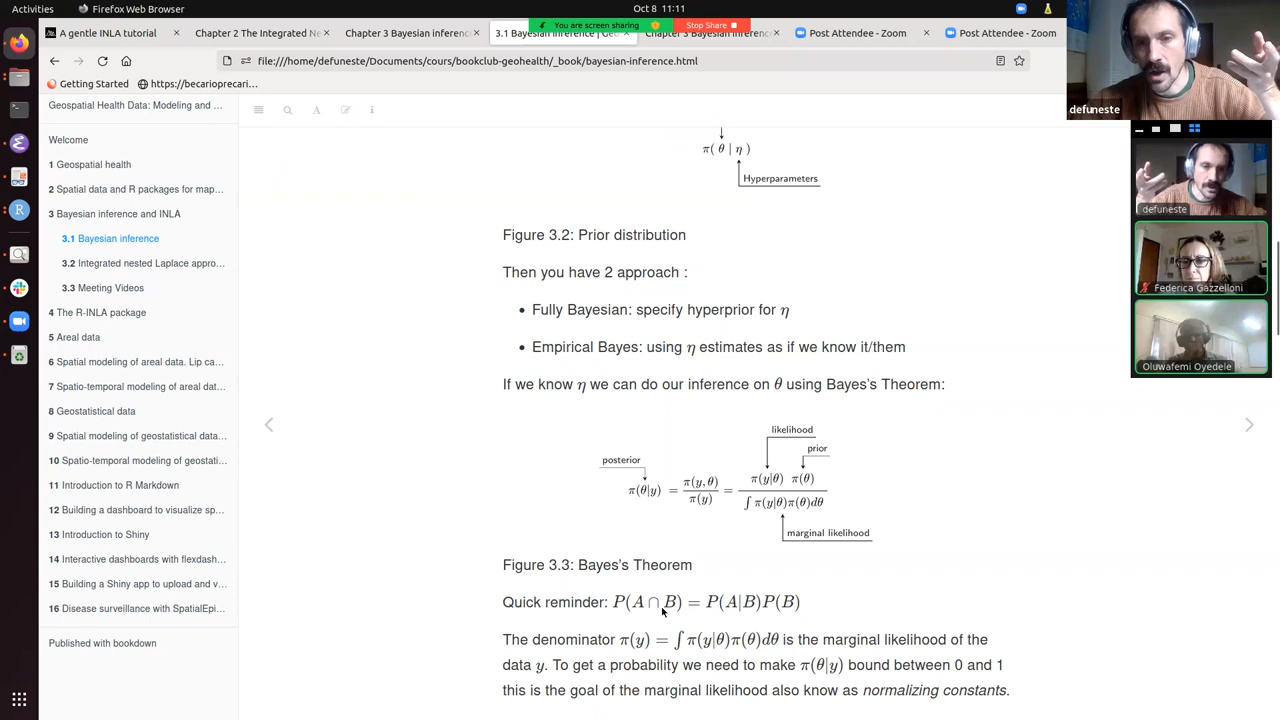 Activities
Firefox Web Browser
Oct 8 11:11
You are screen sharing
Stop Share
A gentle INLA tutorial
Chapter 2 The Integrated Ne
Chapter 3 Bayesian inferenc
3.1 Bayesian inference | Geo
Chapter 3 Bayesian inference
Post Attendee - Zoom
Post Attendee - Zoom
file:///home/defuneste/Documents/cours/bookclub-geohealth/_book/bayesian-inference.html
Getting Started
https://becarioprecari...
defuneste
defuneste
Federica Gazzelloni
Oluwafemi Oyedele
Geospatial Health Data: Modeling and ...
Welcome
1 Geospatial health
2 Spatial data and R packages for map...
3 Bayesian inference and INLA
3.1 Bayesian inference
3.2 Integrated nested Laplace appro...
3.3 Meeting Videos
4 The R-INLA package
5 Areal data
6 Spatial modeling of areal data. Lip ca...
7 Spatio-temporal modeling of areal dat...
8 Geostatistical data
9 Spatial modeling of geostatistical data...
10 Spatio-temporal modeling of geostati...
11 Introduction to R Markdown
12 Building a dashboard to visualize sp...
13 Introduction to Shiny
14 Interactive dashboards with flexdash...
15 Building a Shiny app to upload and v...
16 Disease surveillance with SpatialEpi...
Published with bookdown
π( θ | η )
Hyperparameters
Figure 3.2: Prior distribution
Then you have 2 approach :
• Fully Bayesian: specify hyperprior for η
• Empirical Bayes: using η estimates as if we know it/them
If we know η we can do our inference on θ using Bayes's Theorem:
likelihood
posterior
prior
π(θ|y) = π(y, θ) / π(y) = π(y|θ) π(θ) / ∫ π(y|θ)π(θ)dθ
marginal likelihood
Figure 3.3: Bayes's Theorem
Quick reminder: P(A ∩ B) = P(A|B)P(B)
The denominator π(y) = ∫ π(y|θ)π(θ)dθ is the marginal likelihood of the
data y. To get a probability we need to make π(θ|y) bound between 0 and 1
this is the goal of the marginal likelihood also know as normalizing constants.